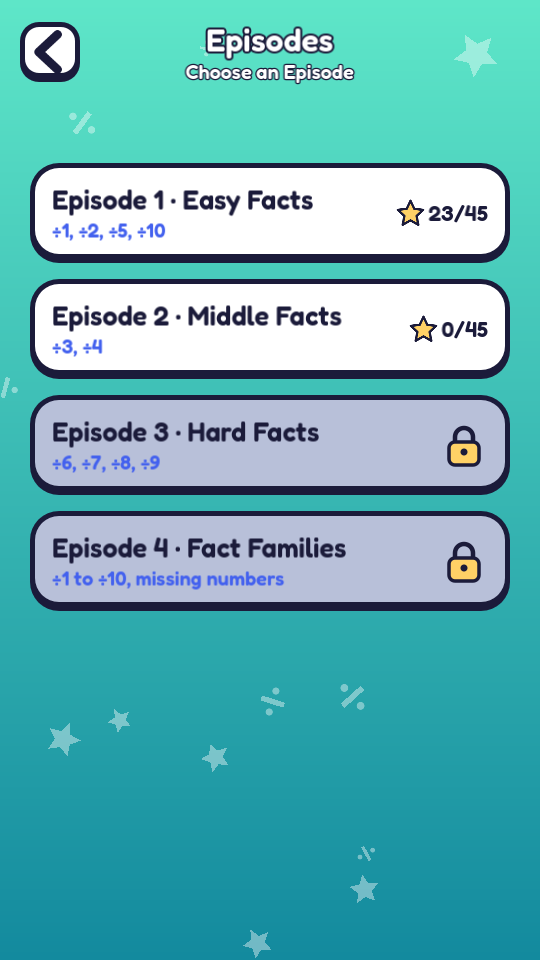 Episodes
Choose an Episode
Episode 1 · Easy Facts
÷1, ÷2, ÷5, ÷10
23/45
Episode 2 · Middle Facts
÷3, ÷4
0/45
Episode 3 · Hard Facts
÷6, ÷7, ÷8, ÷9
Episode 4 · Fact Families
÷1 to ÷10, missing numbers